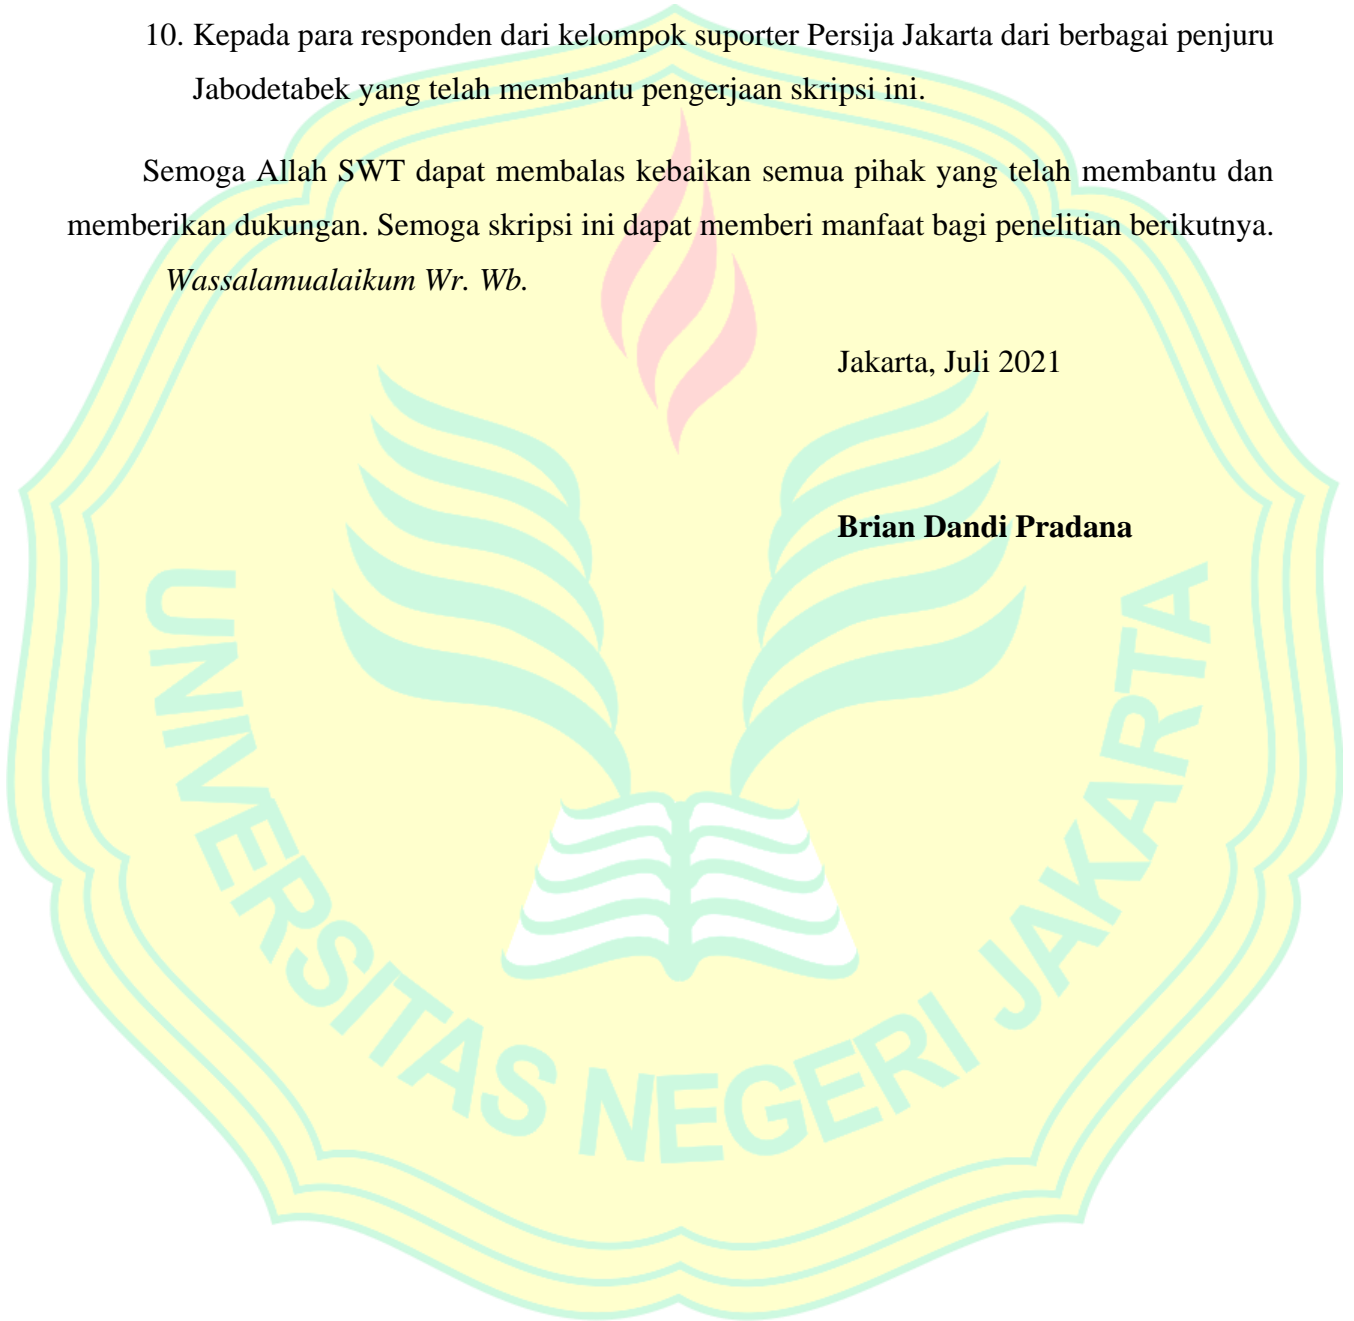 10. Kepada para responden dari kelompok suporter Persija Jakarta dari berbagai penjuru
Jabodetabek yang telah membantu pengerjaan skripsi ini.
Semoga Allah SWT dapat membalas kebaikan semua pihak yang telah membantu dan
memberikan dukungan. Semoga skripsi ini dapat memberi manfaat bagi penelitian berikutnya.
Wassalamualaikum Wr. Wb.
Jakarta, Juli 2021
Brian Dandi Pradana
UNIVERSITAS NEGERI JAKARTA